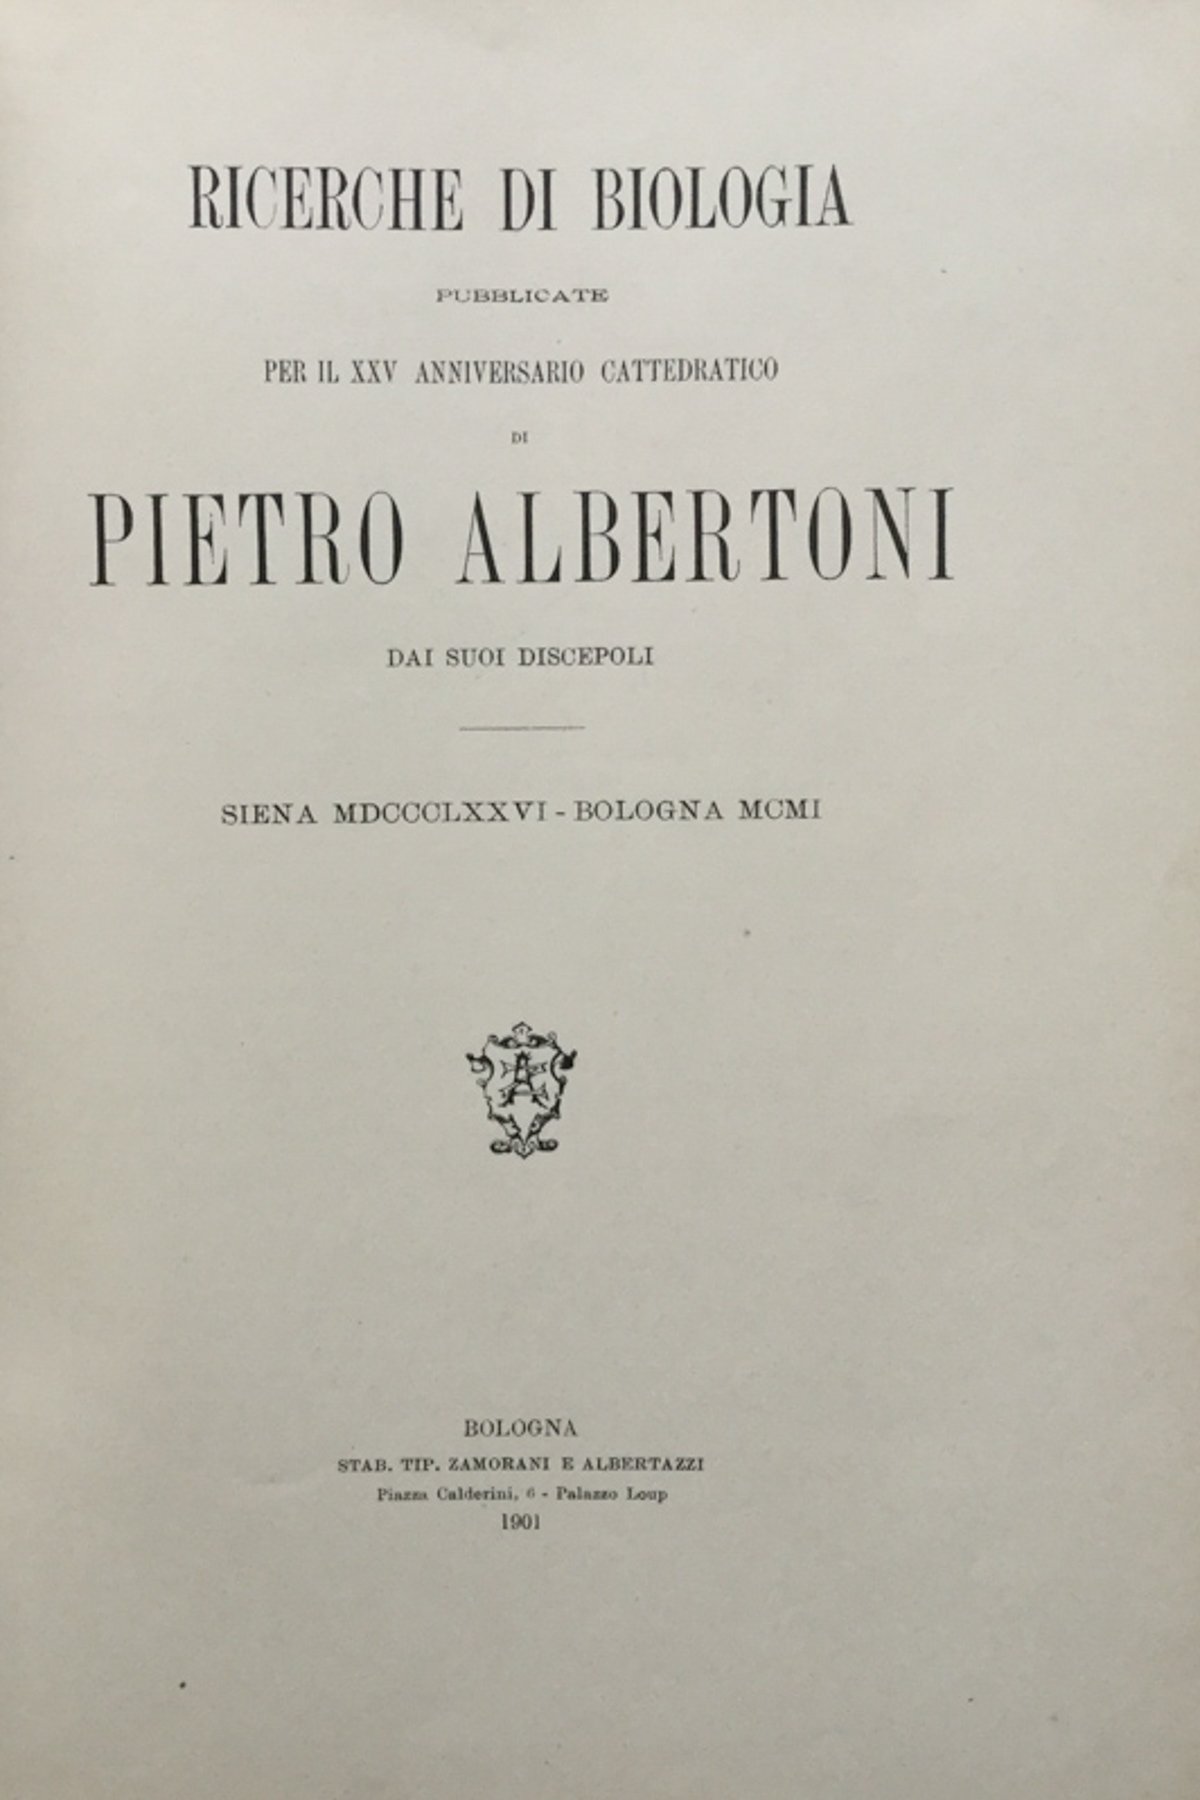 RICERCHE DI BIOLOGIA
PUBBLICATE
PER IL XXV ANNIVERSARIO CATTEDRATICO
DI
PIETRO ALBERTONI
DAI SUOI DISCEPOLI
SIENA MDCCCLXXVI - BOLOGNA MCMI
BOLOGNA
STAB. TIP. ZAMORANI E ALBERTAZZI
Piazza Calderini, 6 - Palazzo Loup
1901